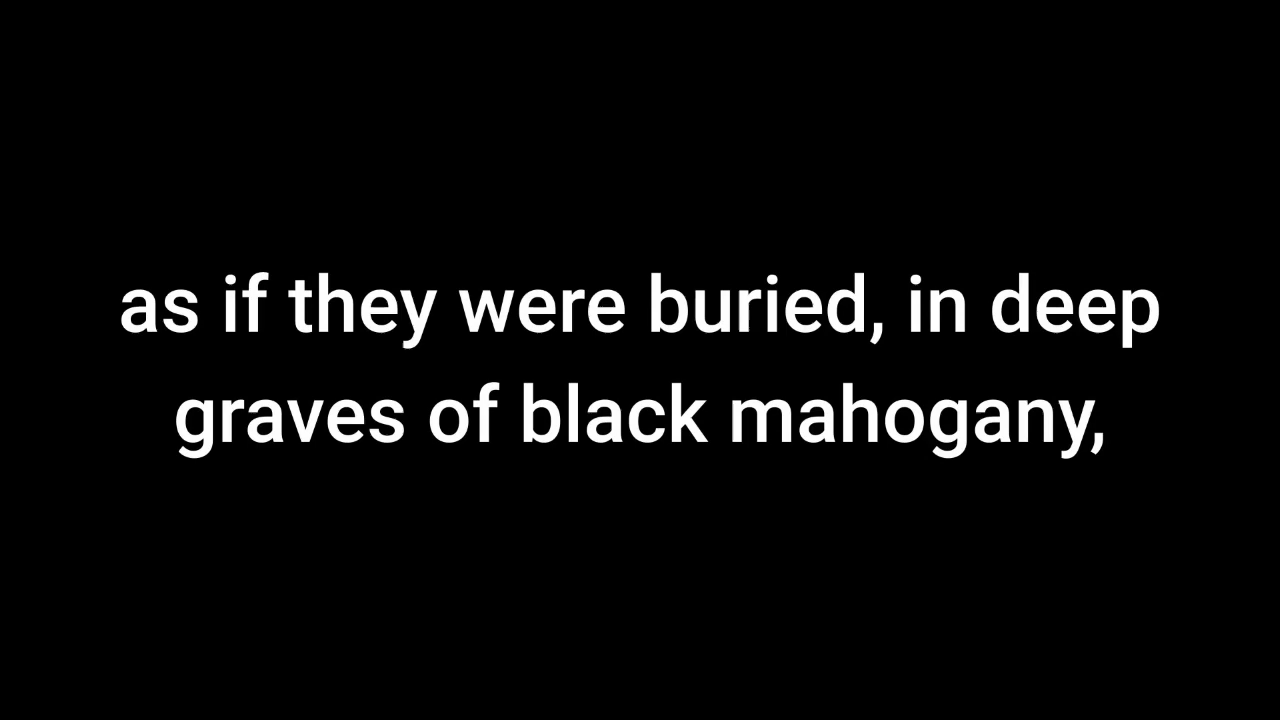 as if they were buried, in deep
graves of black mahogany,